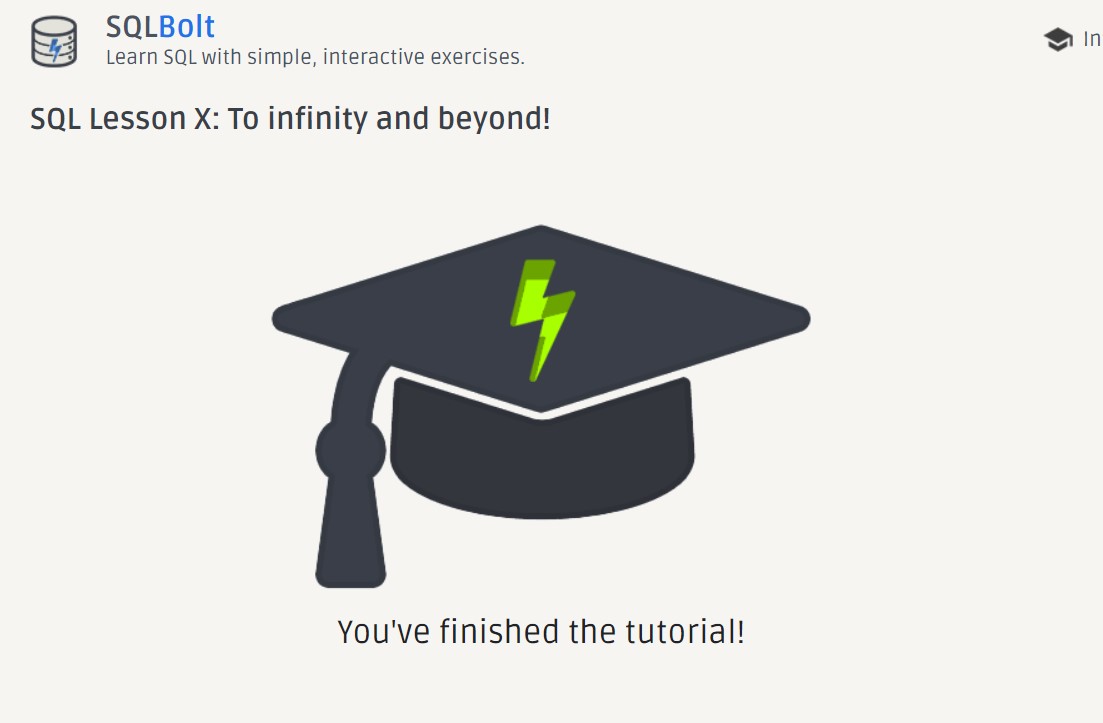 SQLBolt
Learn SQL with simple, interactive exercises.
In
SQL Lesson X: To infinity and beyond!
You've finished the tutorial!